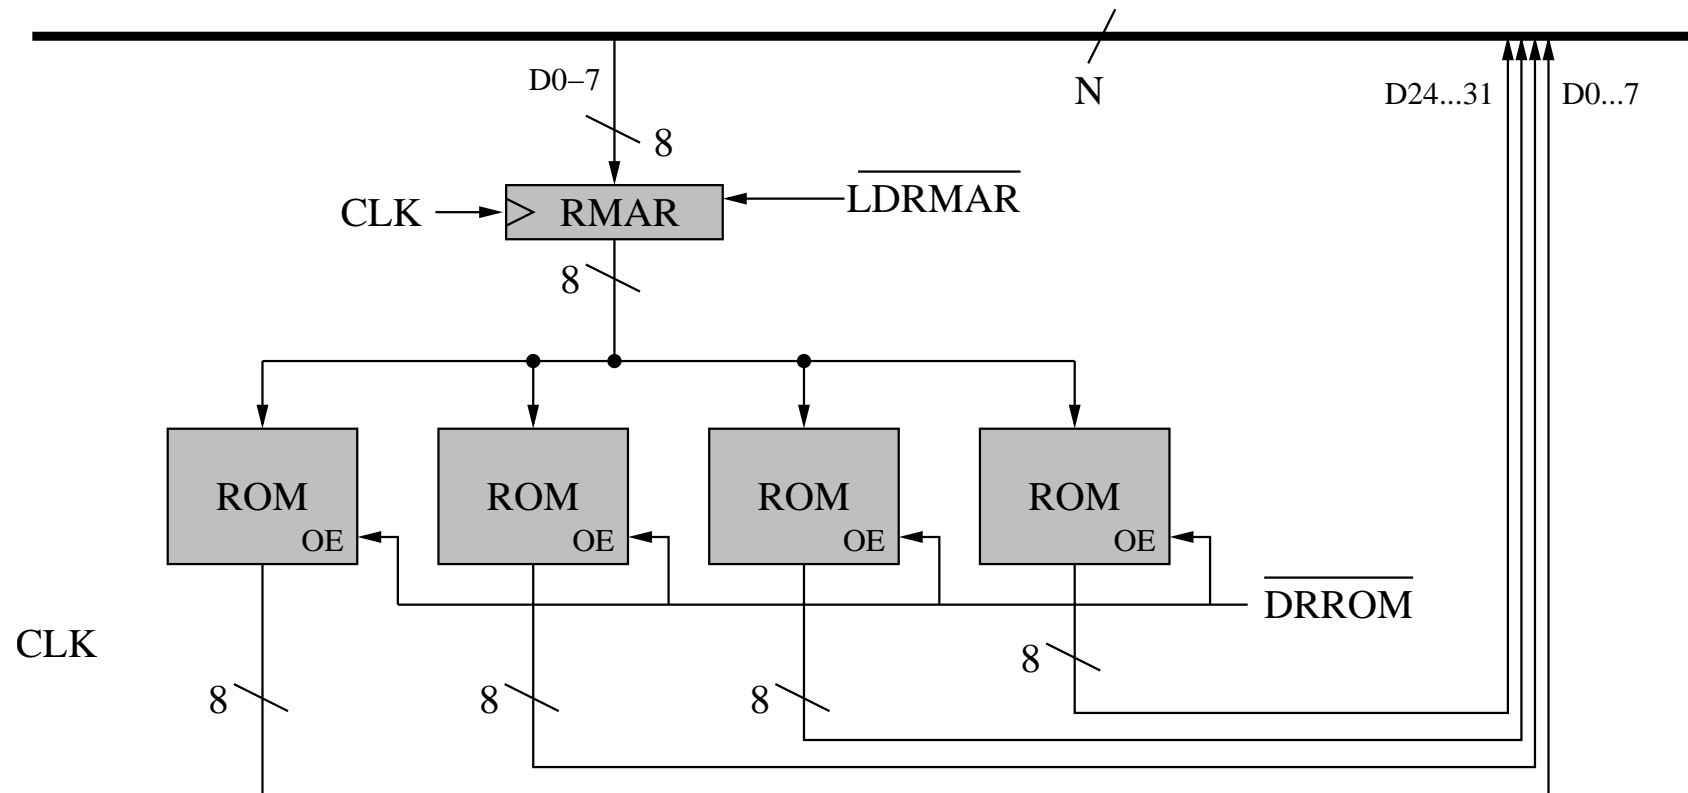 D0–7
N
D24...31
D0...7
8
CLK
RMAR
LDRMAR
8
ROM
ROM
ROM
ROM
OE
OE
OE
OE
DRROM
CLK
8
8
8
8